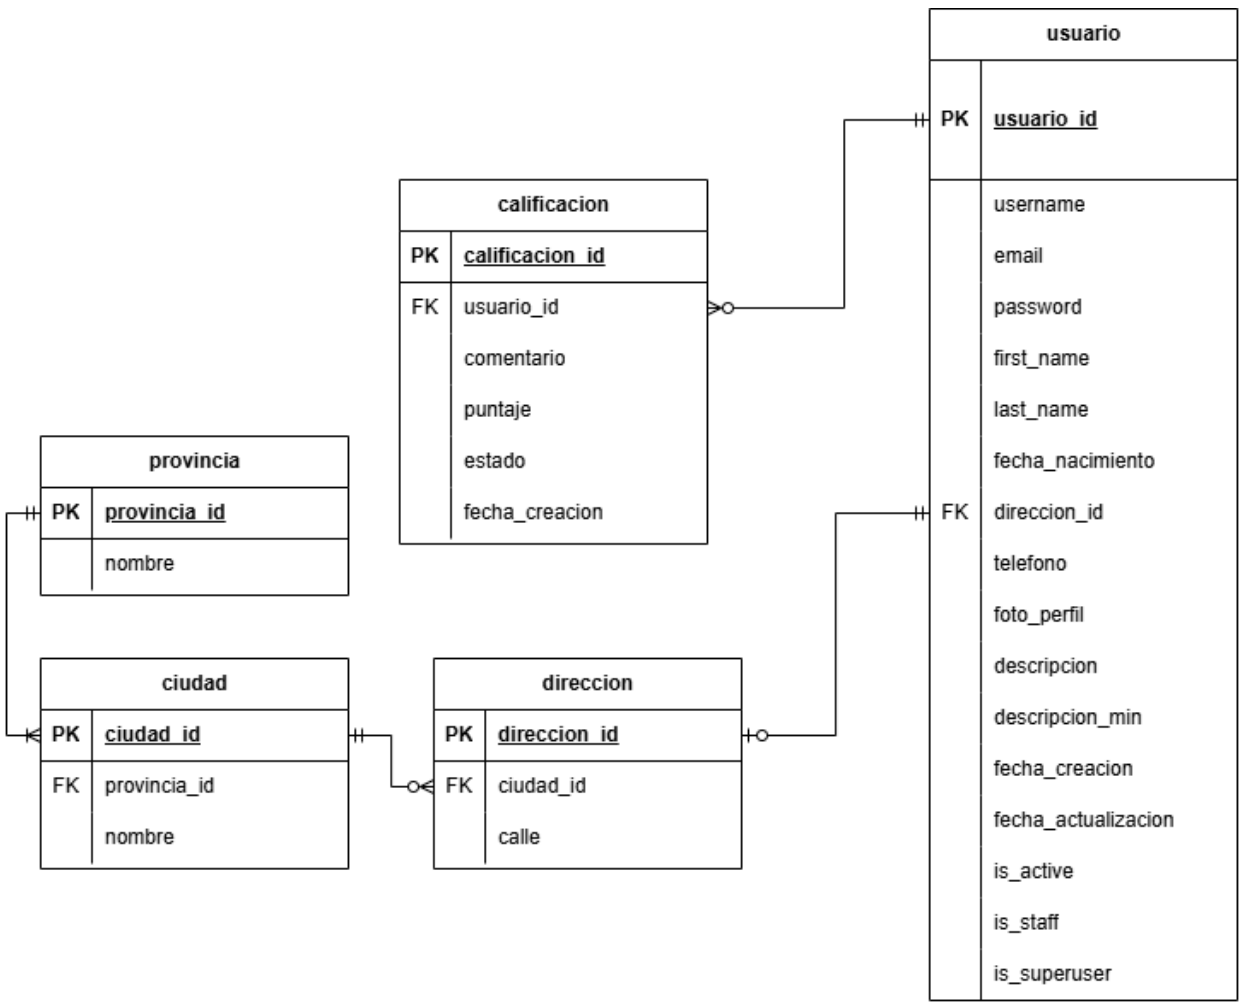 usuario
PK usuario_id
username
email
password
first_name
last_name
fecha_nacimiento
FK direccion_id
telefono
foto_perfil
descripcion
descripcion_min
fecha_creacion
fecha_actualizacion
is_active
is_staff
is_superuser
calificacion
PK calificacion_id
FK usuario_id
comentario
puntaje
estado
fecha_creacion
provincia
PK provincia_id
nombre
ciudad
PK ciudad_id
FK provincia_id
nombre
direccion
PK direccion_id
FK ciudad_id
calle